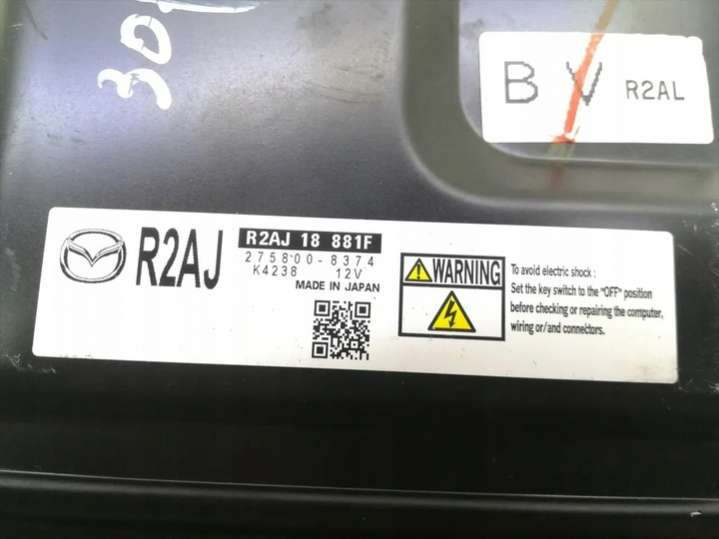 30
B V R2AL
R2AJ
R2AJ 18 881F
275800-8374
K4238 12V
MADE IN JAPAN
WARNING
To avoid electric shock :
Set the key switch to the "OFF" position
before checking or repairing the computer,
wiring or/and connectors.